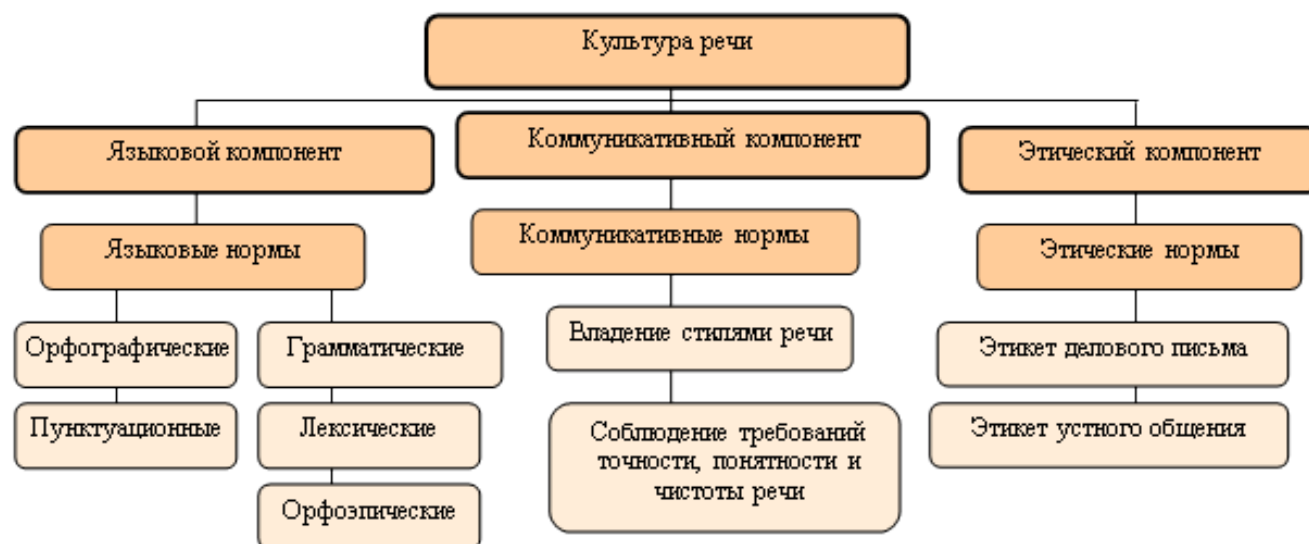 Культура речи
Языковой компонент
Коммуникативный компонент
Этический компонент
Языковые нормы
Коммуникативные нормы
Этические нормы
Орфографические
Грамматические
Владение стилями речи
Этикет делового письма
Пунктуационные
Лексические
Соблюдение требований
точности, понятности и
чистоты речи
Этикет устного общения
Орфоэпические